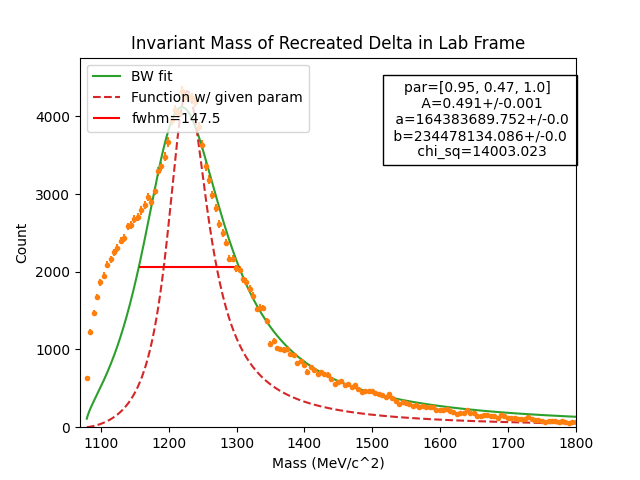 Invariant Mass of Recreated Delta in Lab Frame
BW fit
Function w/ given param
fwhm=147.5
par=[0.95, 0.47, 1.0]
A=0.491+/-0.001
a=164383689.752+/-0.0
b=234478134.086+/-0.0
chi_sq=14003.023
Count
4000
3000
2000
1000
0
1100 1200 1300 1400 1500 1600 1700 1800
Mass (MeV/c^2)